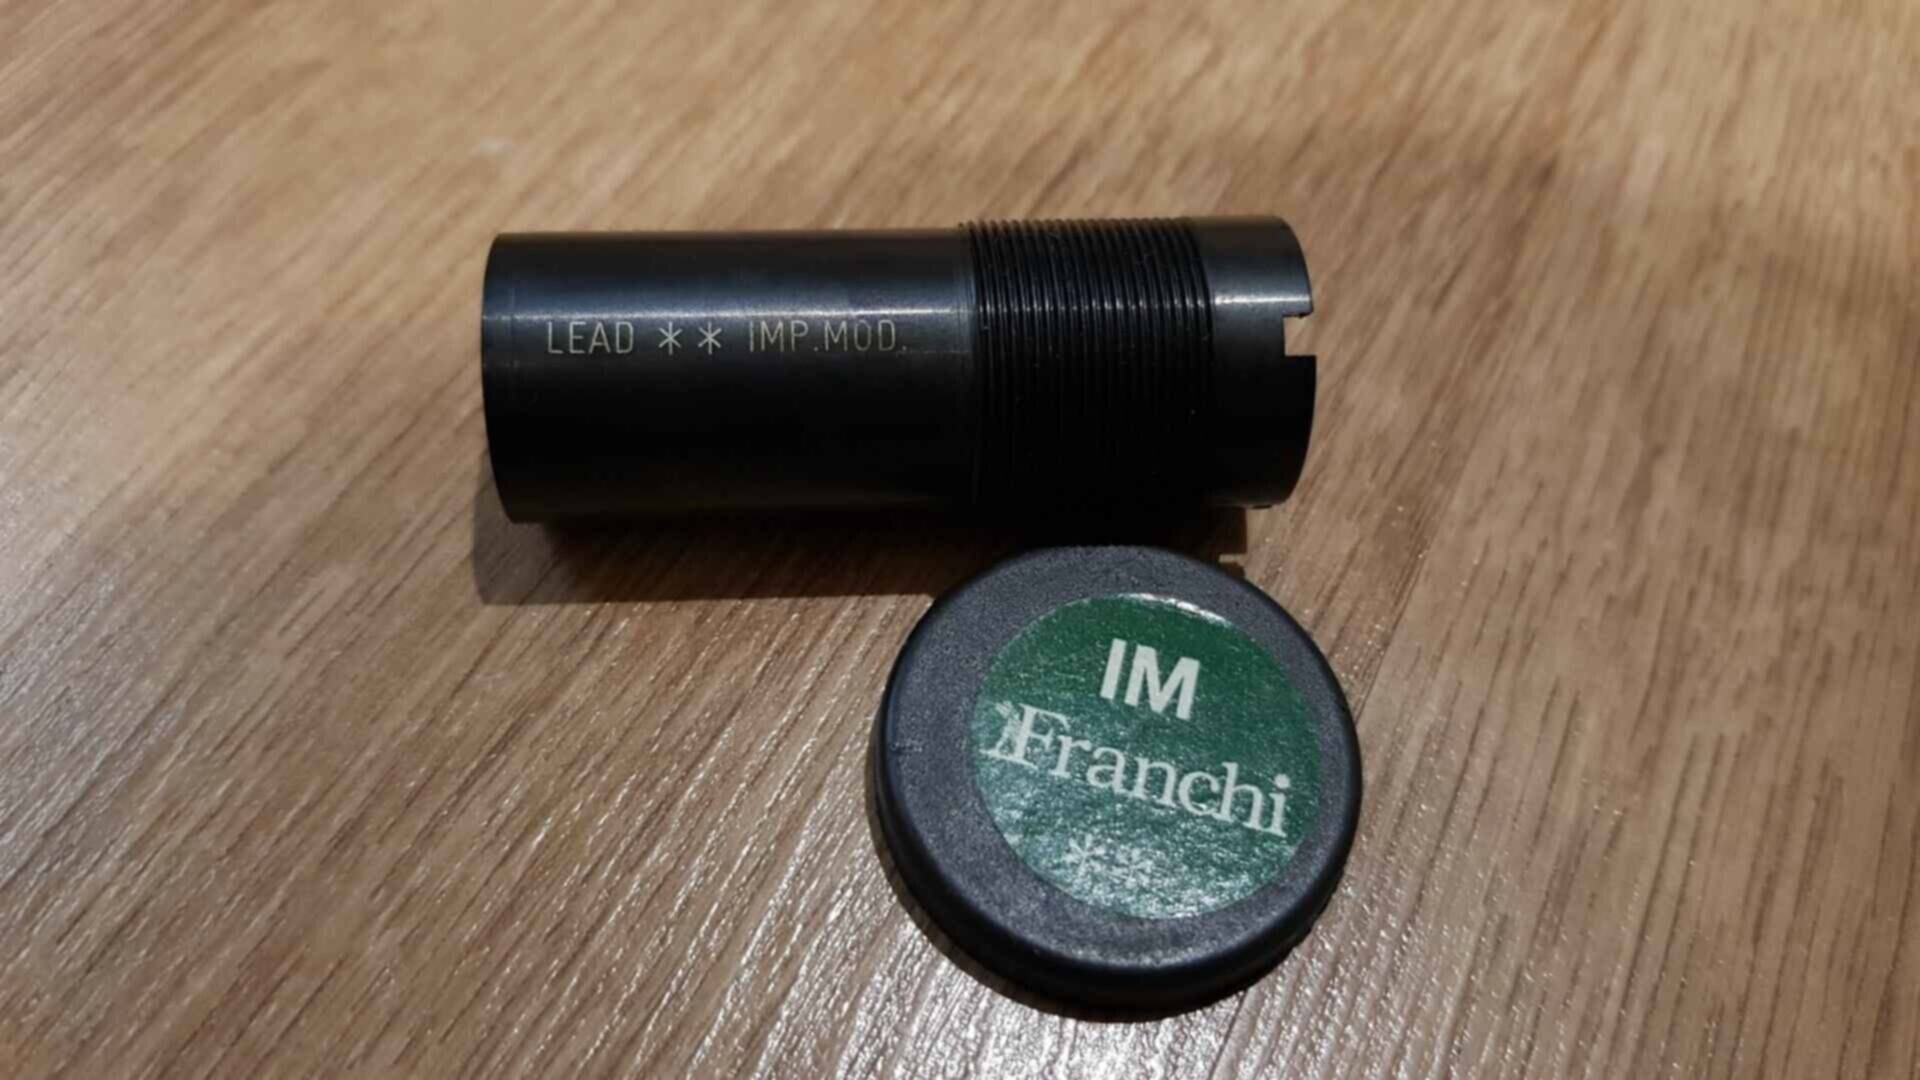 LEAD ** IMP.MOD.
IM
Franchi
**